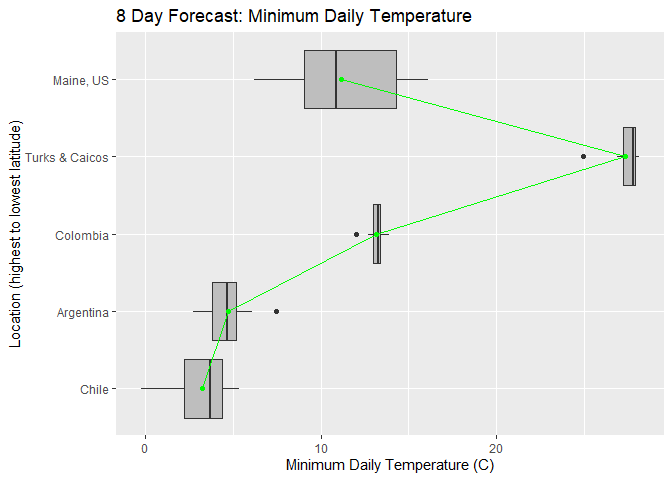 8 Day Forecast: Minimum Daily Temperature
Location (highest to lowest latitude)
Maine, US
Turks & Caicos
Colombia
Argentina
Chile
0 10 20
Minimum Daily Temperature (C)